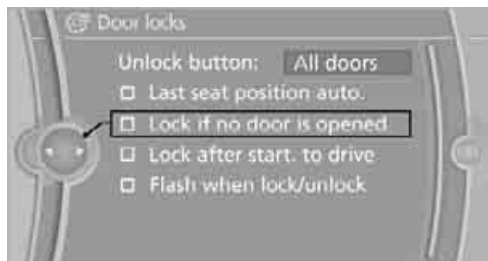 Door locks
Unlock button: All doors
Last seat position auto.
Lock if no door is opened
Lock after start. to drive
Flash when lock/unlock